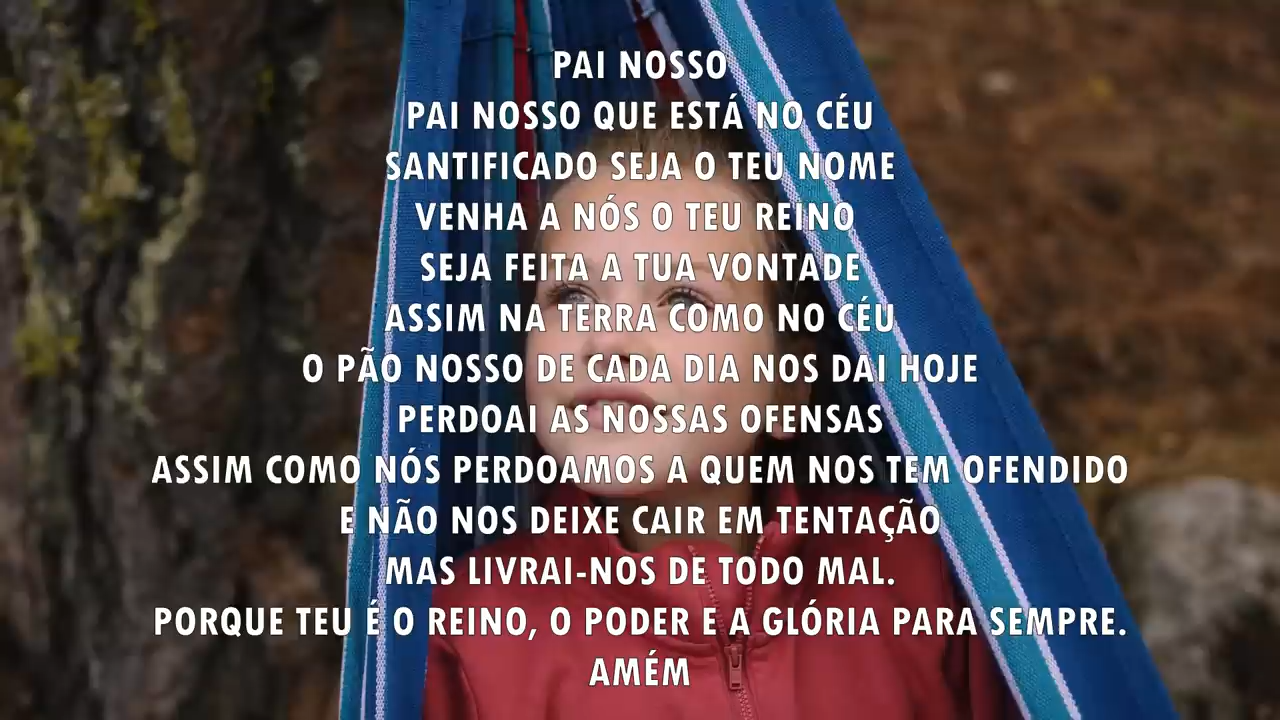 PAI NOSSO
PAI NOSSO QUE ESTÁ NO CÉU
SANTIFICADO SEJA O TEU NOME
VENHA A NÓS O TEU REINO
SEJA FEITA A TUA VONTADE
ASSIM NA TERRA COMO NO CÉU
O PÃO NOSSO DE CADA DIA NOS DAI HOJE
PERDOAI AS NOSSAS OFENSAS
ASSIM COMO NÓS PERDOAMOS A QUEM NOS TEM OFENDIDO
E NÃO NOS DEIXE CAIR EM TENTAÇÃO
MAS LIVRAI-NOS DE TODO MAL.
PORQUE TEU É O REINO, O PODER E A GLÓRIA PARA SEMPRE.
AMÉM